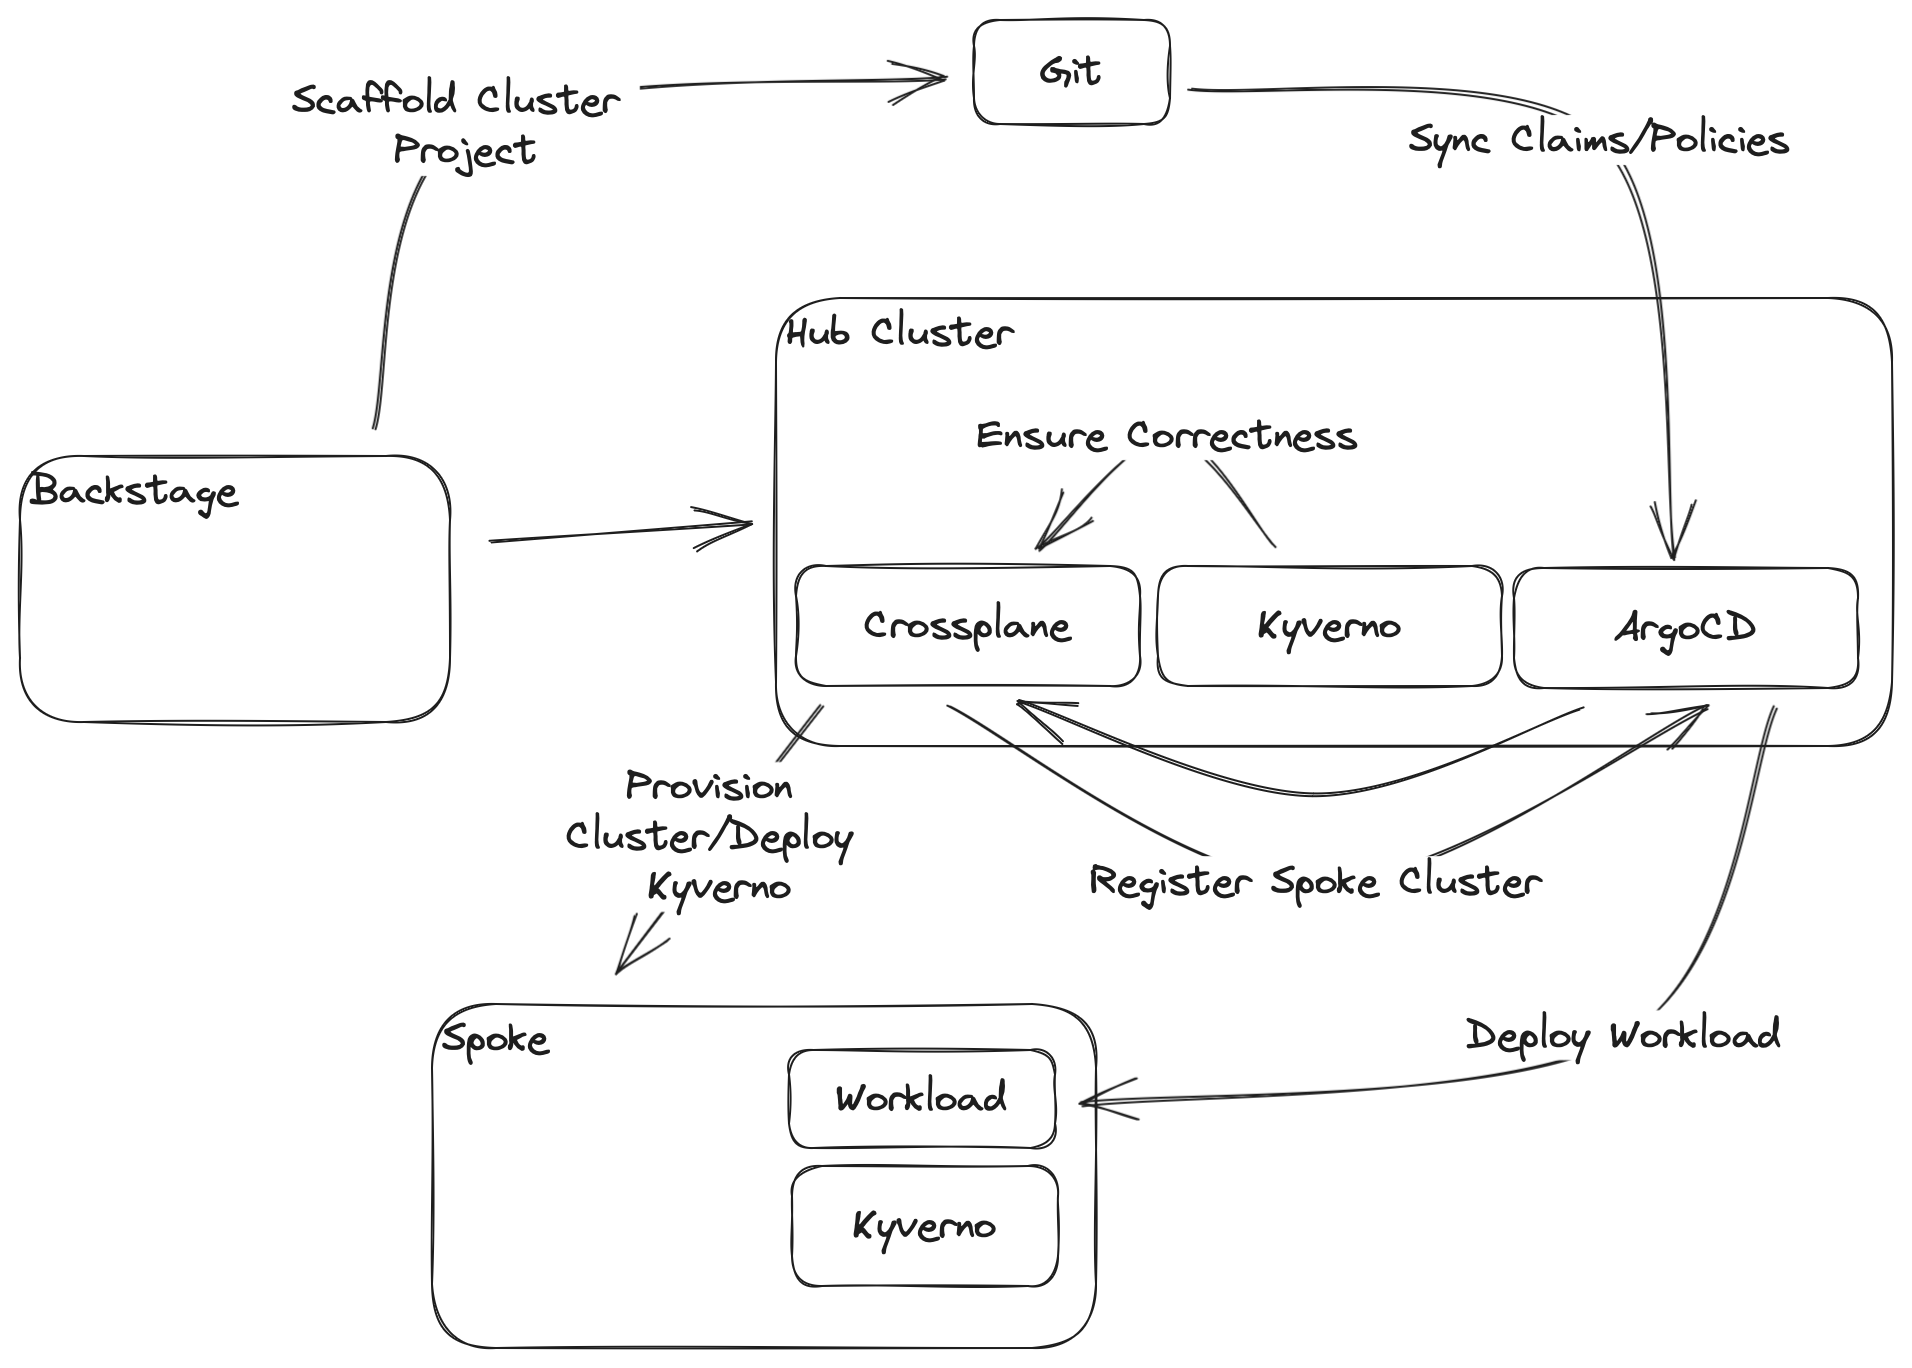 Git
Scaffold Cluster
Project
Sync Claims/Policies
Hub Cluster
Ensure Correctness
Backstage
Crossplane
Kyverno
ArgoCD
Provision
Cluster/Deploy
Kyverno
Register Spoke Cluster
Spoke
Deploy Workload
Workload
Kyverno